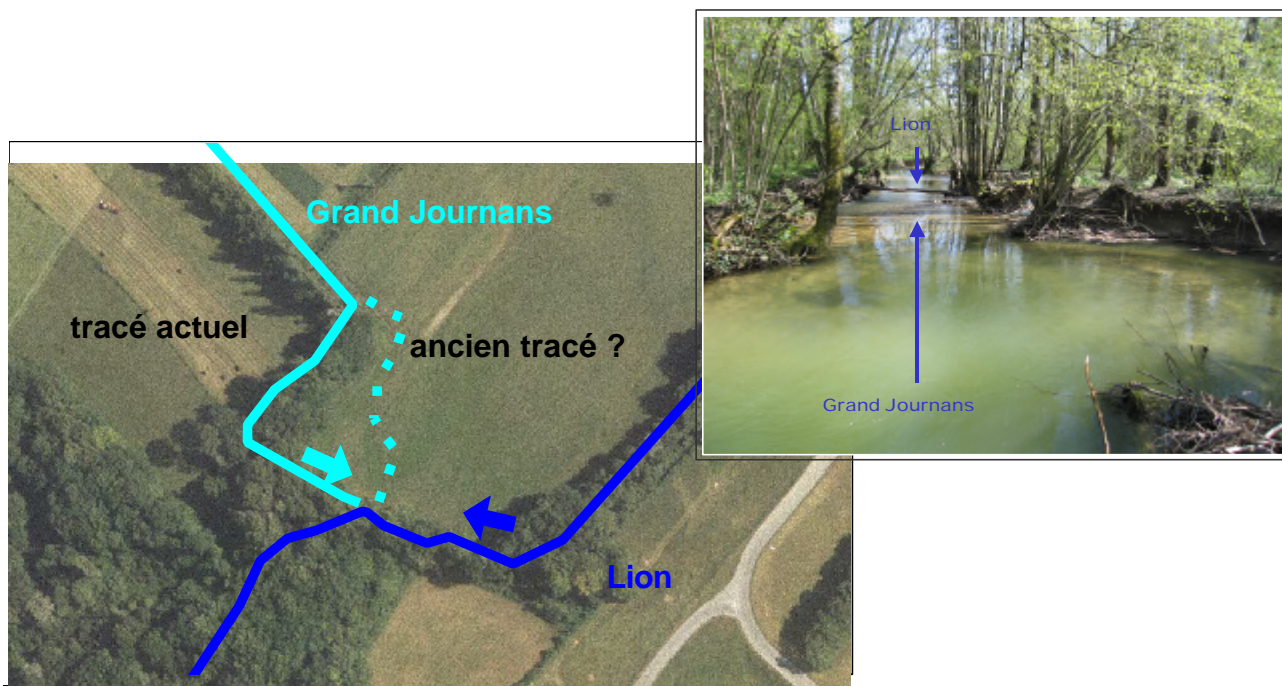 Grand Journans
tracé actuel
ancien tracé ?
Lion
Lion
Grand Journans